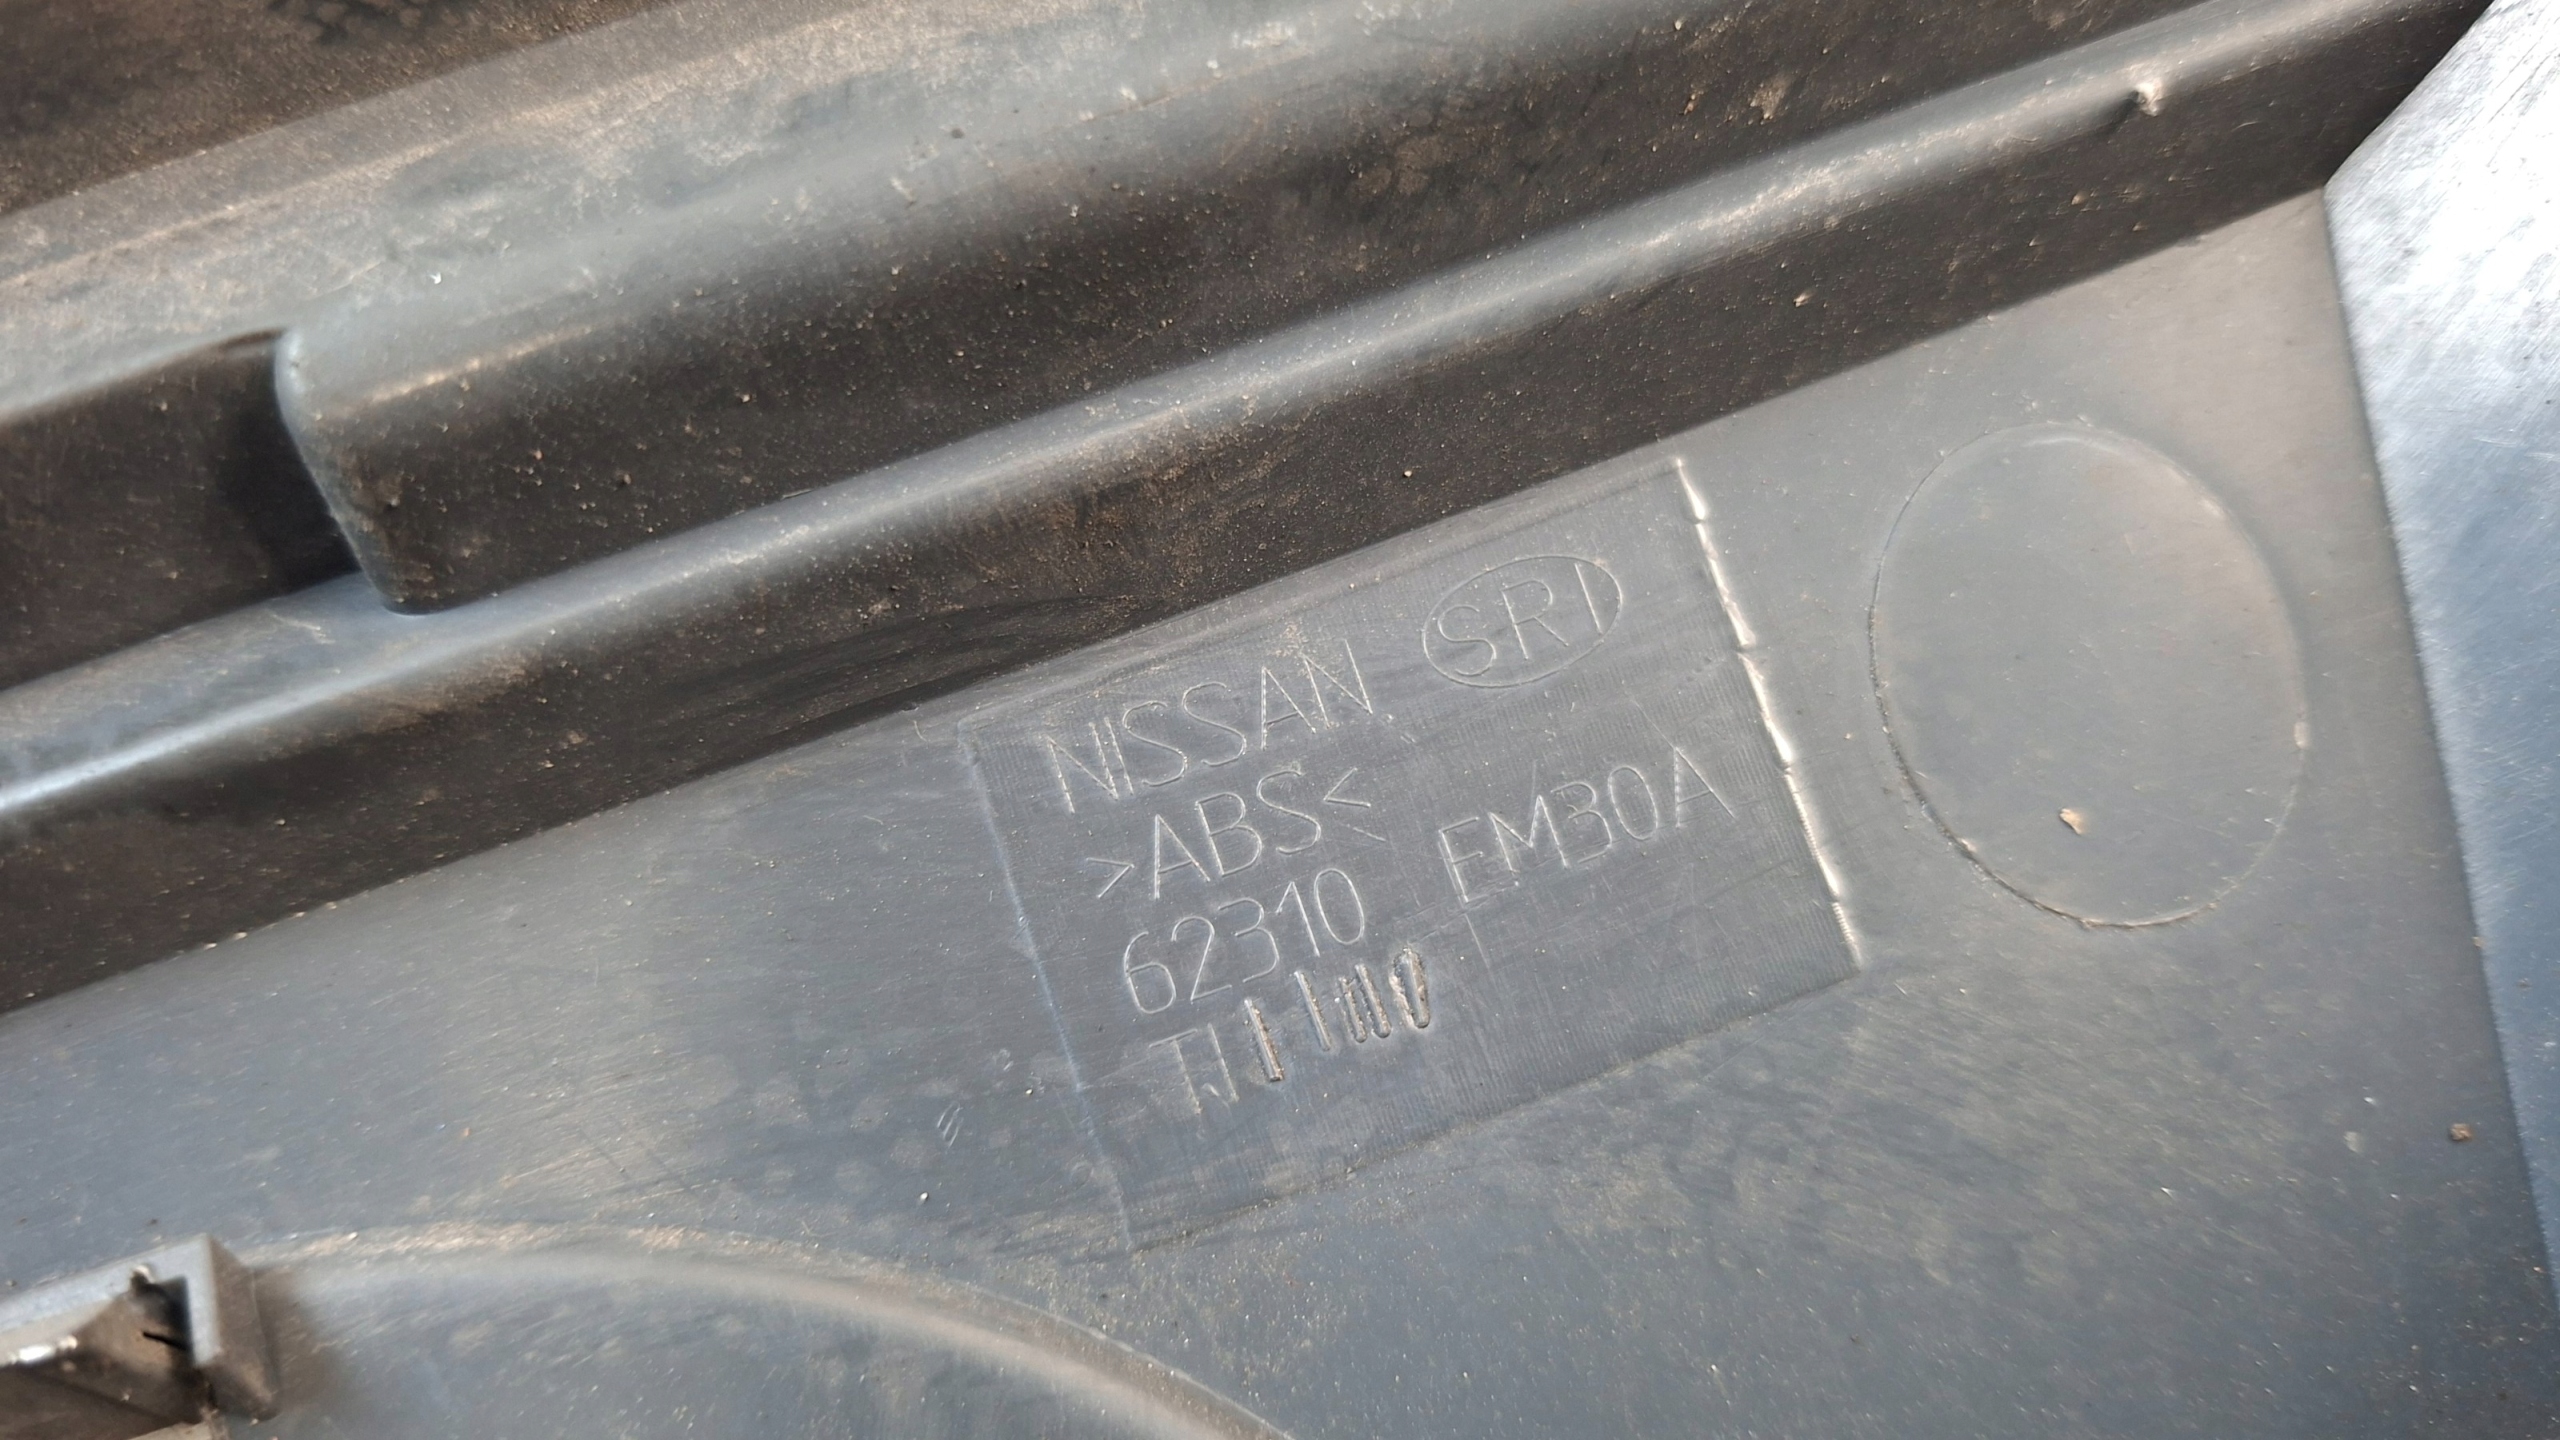 NISSAN SRI
>ABS<
62310 EM30A